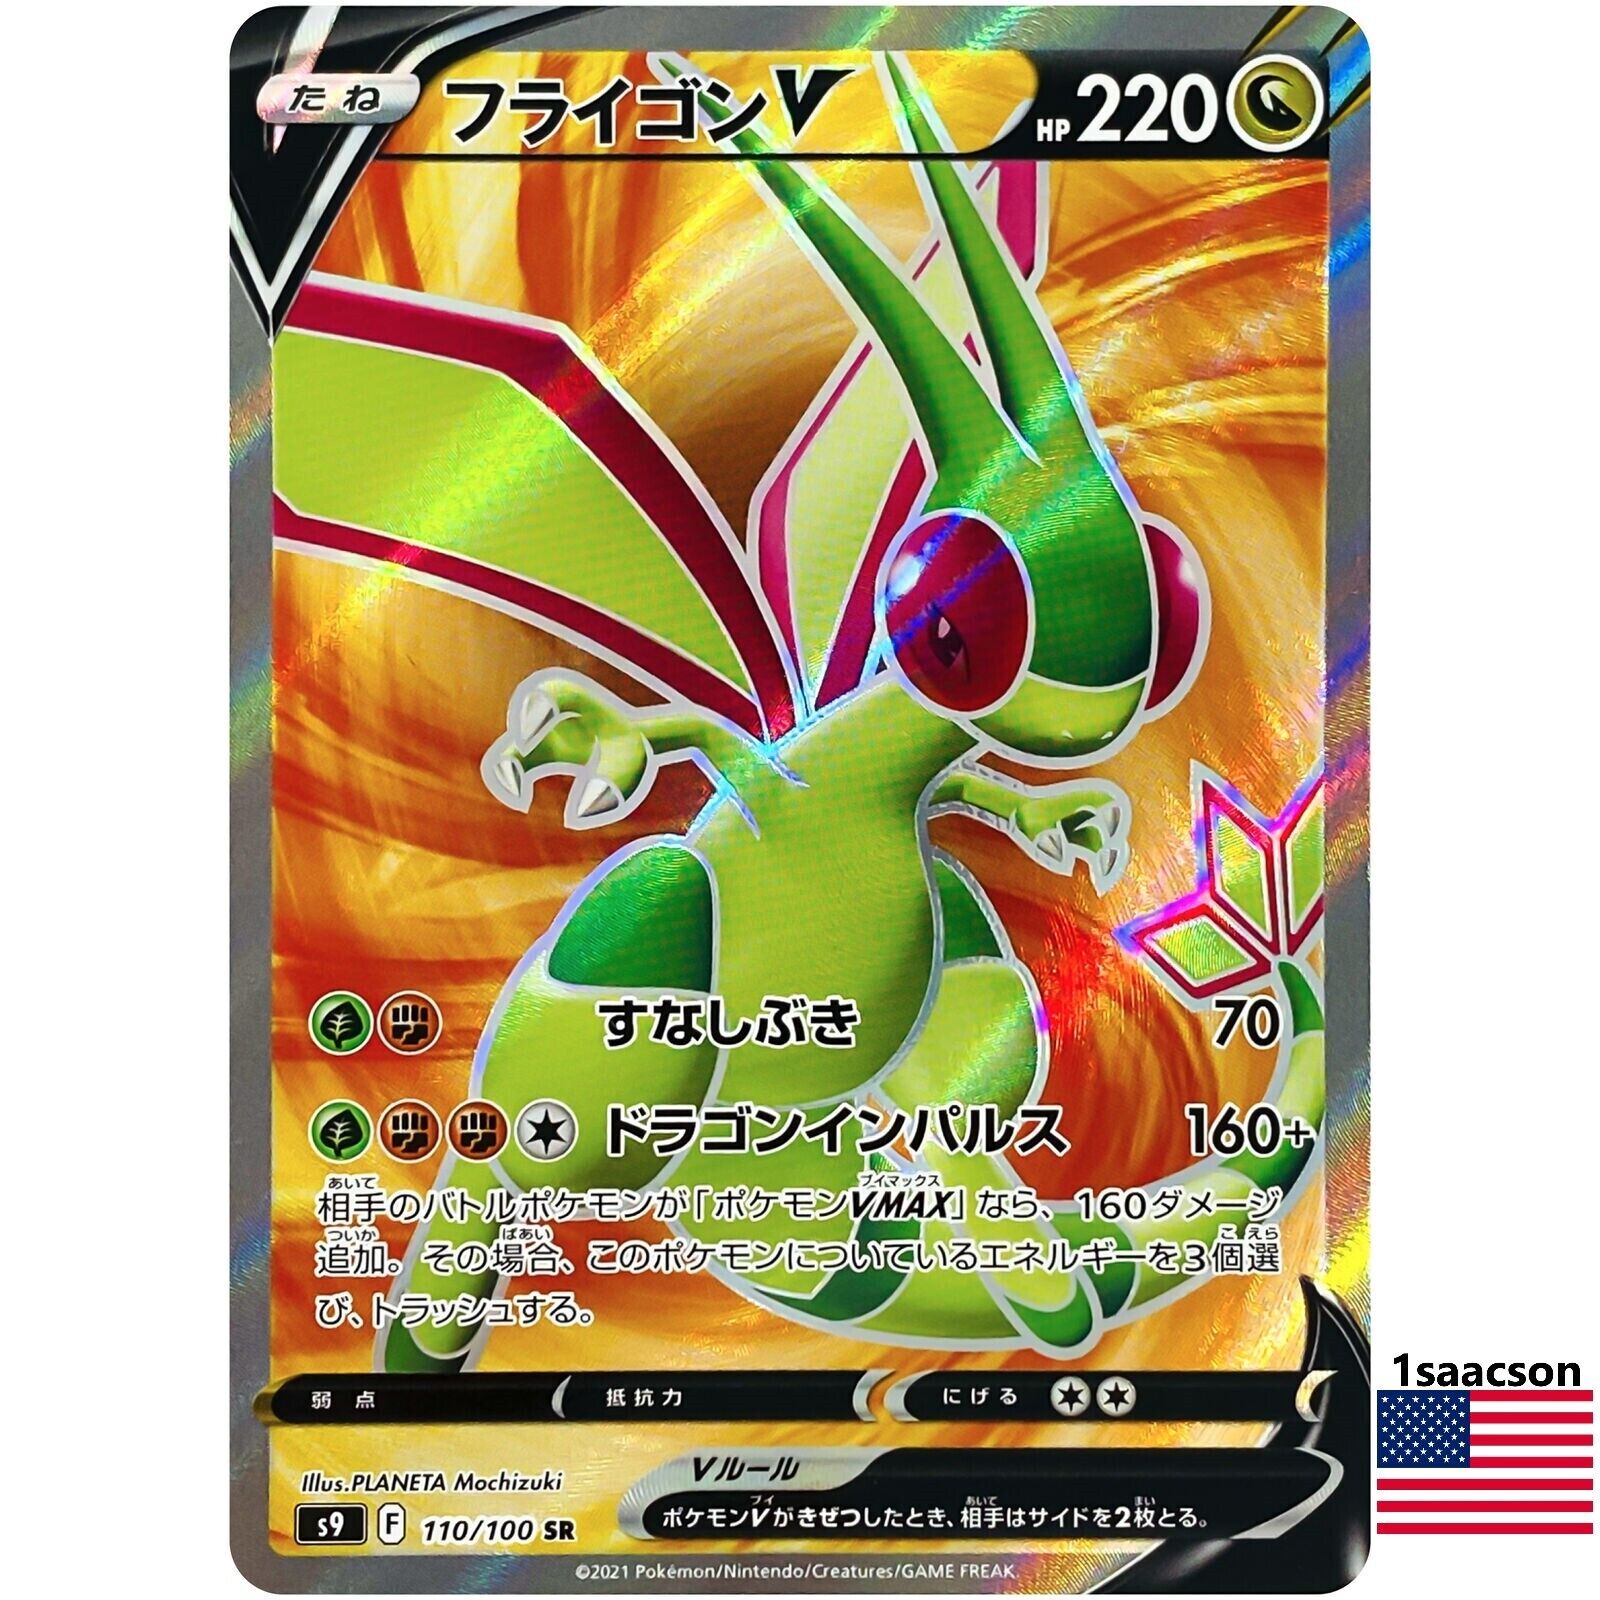 たね
フライゴンV
HP 220
すなしぶき 70
ドラゴンインパルス 160+
あいて ブイマックス
相手のバトルポケモンが「ポケモンVMAX」なら、160ダメージ
ついか ばあい こ えら
追加。その場合、このポケモンについているエネルギーを3個選
び、トラッシュする。
弱点 抵抗力 にげる
1saacson
Illus.PLANETA Mochizuki
Vルール
ブイ あいて まい
ポケモンVがきぜつしたとき、相手はサイドを2枚とる。
s9 F 110/100 SR
©2021 Pokémon/Nintendo/Creatures/GAME FREAK.